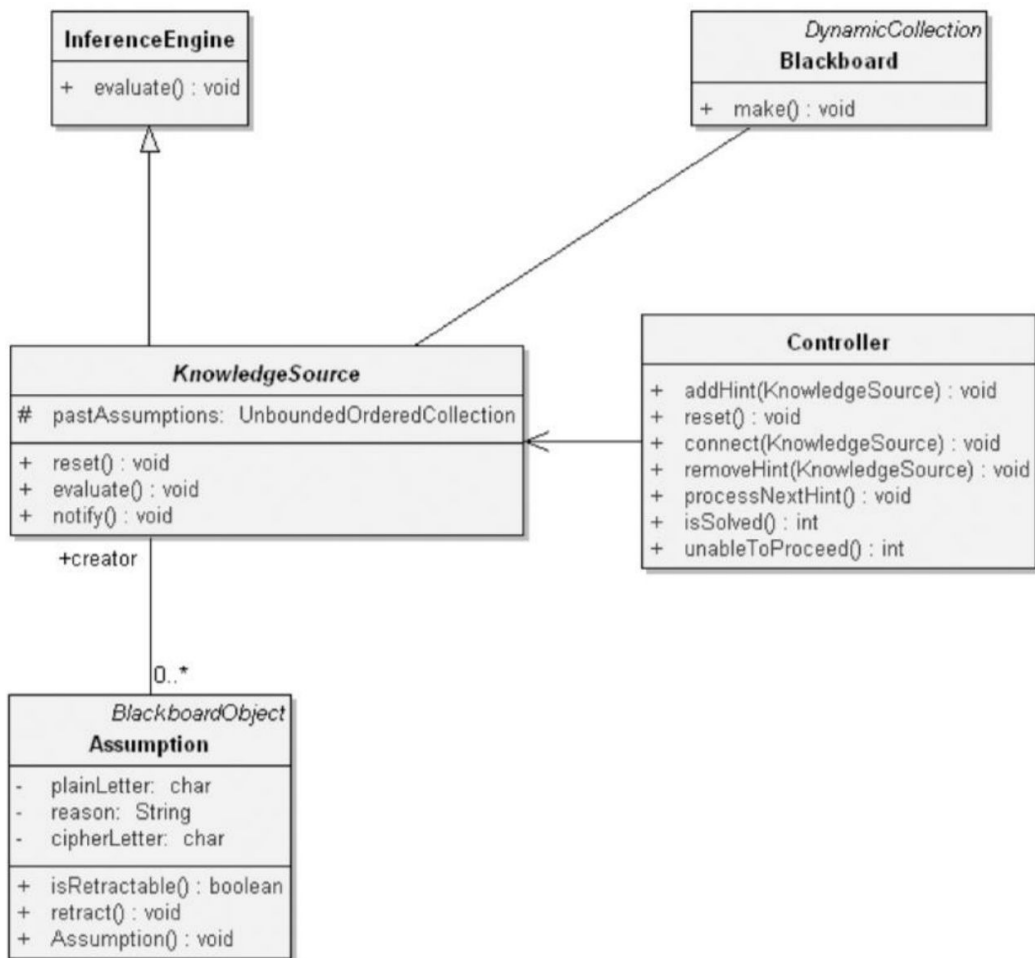 InferenceEngine
+ evaluate() : void
DynamicCollection
Blackboard
+ make() : void
KnowledgeSource
# pastAssumptions: UnboundedOrderedCollection
+ reset() : void
+ evaluate() : void
+ notify() : void
Controller
+ addHint(KnowledgeSource) : void
+ reset() : void
+ connect(KnowledgeSource) : void
+ removeHint(KnowledgeSource) : void
+ processNextHint() : void
+ isSolved() : int
+ unableToProceed() : int
+creator
0..*
BlackboardObject
Assumption
- plainLetter: char
- reason: String
- cipherLetter: char
+ isRetractable() : boolean
+ retract() : void
+ Assumption() : void